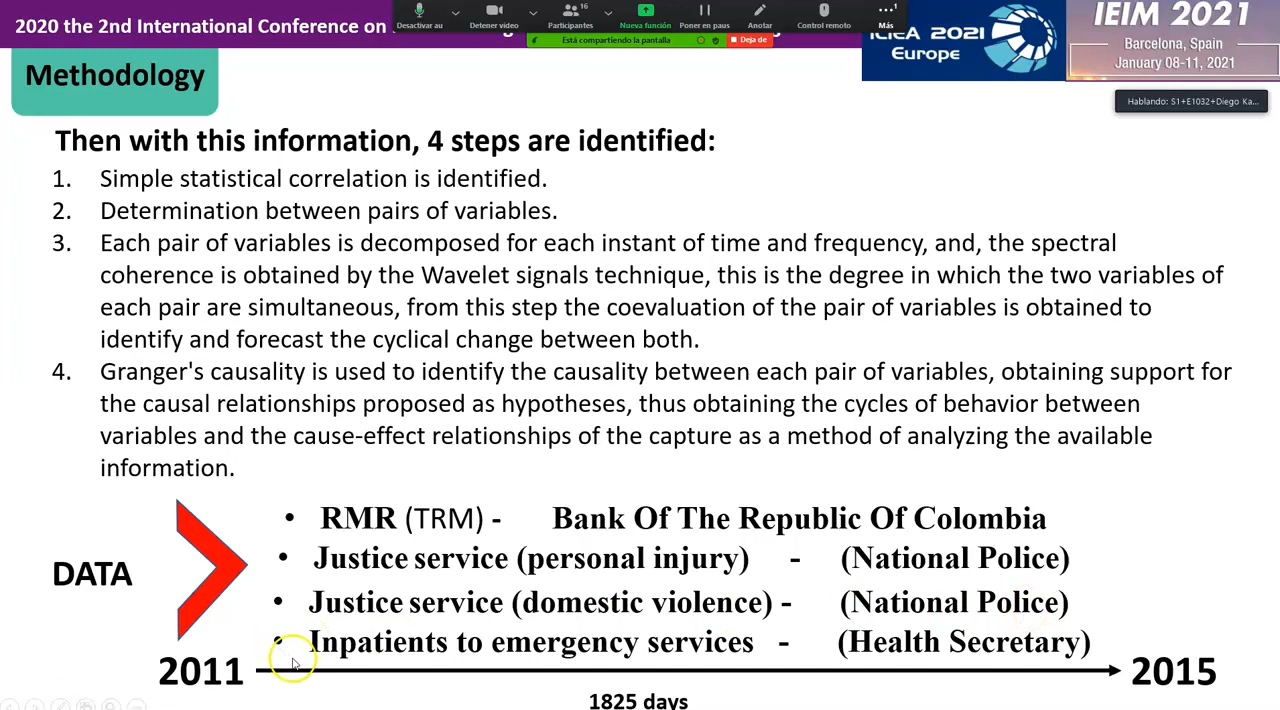 2020 the 2nd International Conference on
Desactivar au
Detener video
Participantes
16
Nueva función
Poner en paus
Anotar
Control remoto
Más
Está compartiendo la pantalla
Deja de
ICIEA 2021
Europe
IEIM 2021
Barcelona, Spain
January 08-11, 2021
Hablando: S1+E1032+Diego Ka...
Methodology
Then with this information, 4 steps are identified:
1. Simple statistical correlation is identified.
2. Determination between pairs of variables.
3. Each pair of variables is decomposed for each instant of time and frequency, and, the spectral
coherence is obtained by the Wavelet signals technique, this is the degree in which the two variables of
each pair are simultaneous, from this step the coevaluation of the pair of variables is obtained to
identify and forecast the cyclical change between both.
4. Granger's causality is used to identify the causality between each pair of variables, obtaining support for
the causal relationships proposed as hypotheses, thus obtaining the cycles of behavior between
variables and the cause-effect relationships of the capture as a method of analyzing the available
information.
DATA
• RMR (TRM) - Bank Of The Republic Of Colombia
• Justice service (personal injury) - (National Police)
• Justice service (domestic violence) - (National Police)
• Inpatients to emergency services - (Health Secretary)
2011
2015
1825 days